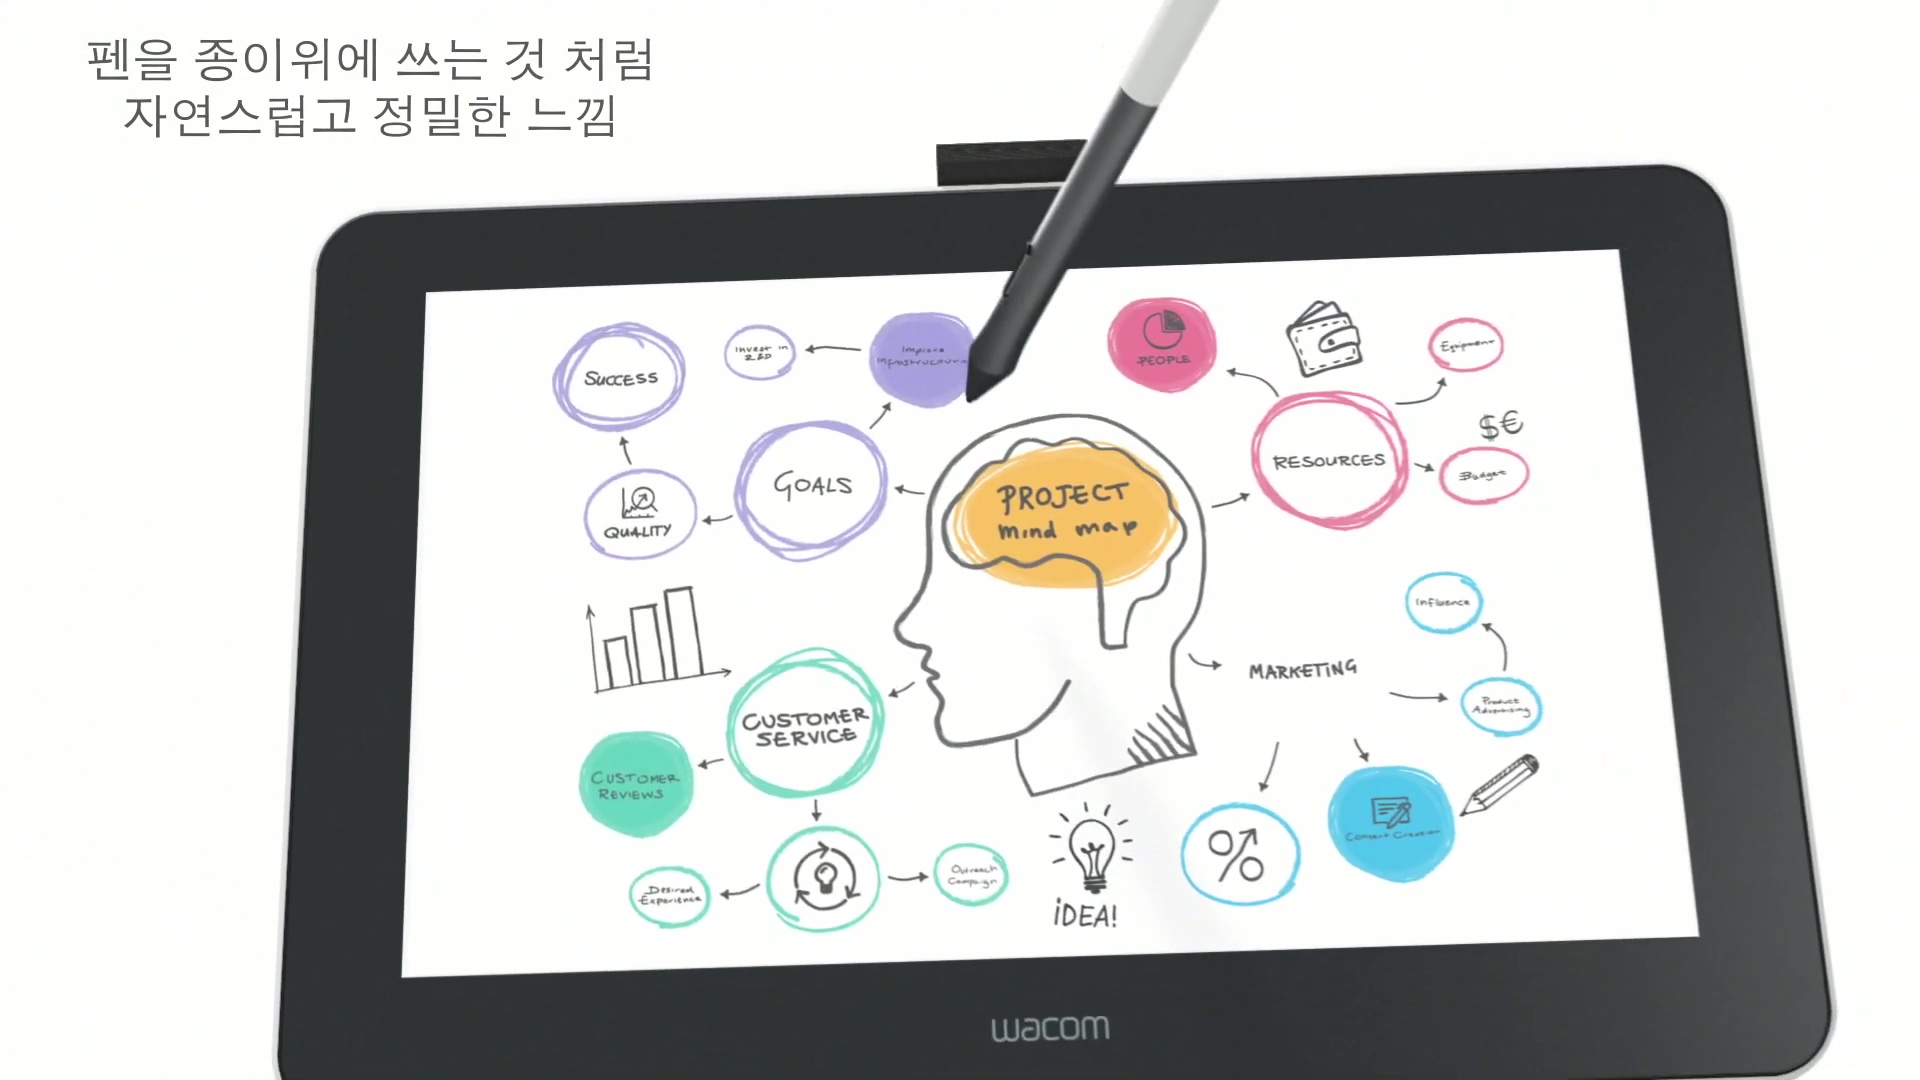 펜을 종이위에 쓰는 것 처럼
자연스럽고 정밀한 느낌
SUCCESS
Invest in
R&D
Improve
Infrastructure
PEOPLE
Equipment
$€
GOALS
RESOURCES
Budget
QUALITY
PROJECT
mind map
Influence
MARKETING
Product
Advertising
CUSTOMER
SERVICE
CUSTOMER
REVIEWS
Content Creation
%
Desired
Experience
Outreach
Campaign
iDEA!
wacom